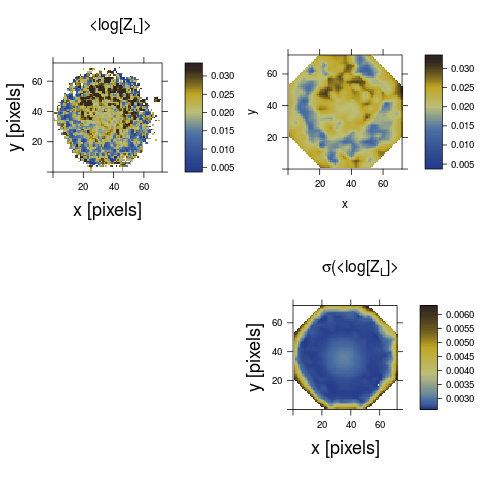 <log[Z_L]>
60
40
20
20 40 60
x [pixels]
y [pixels]
0.030
0.025
0.020
0.015
0.010
0.005
60
40
20
20 40 60
x
y
0.030
0.025
0.020
0.015
0.010
0.005
σ(<log[Z_L]>
60
40
20
20 40 60
x [pixels]
y [pixels]
0.0060
0.0055
0.0050
0.0045
0.0040
0.0035
0.0030